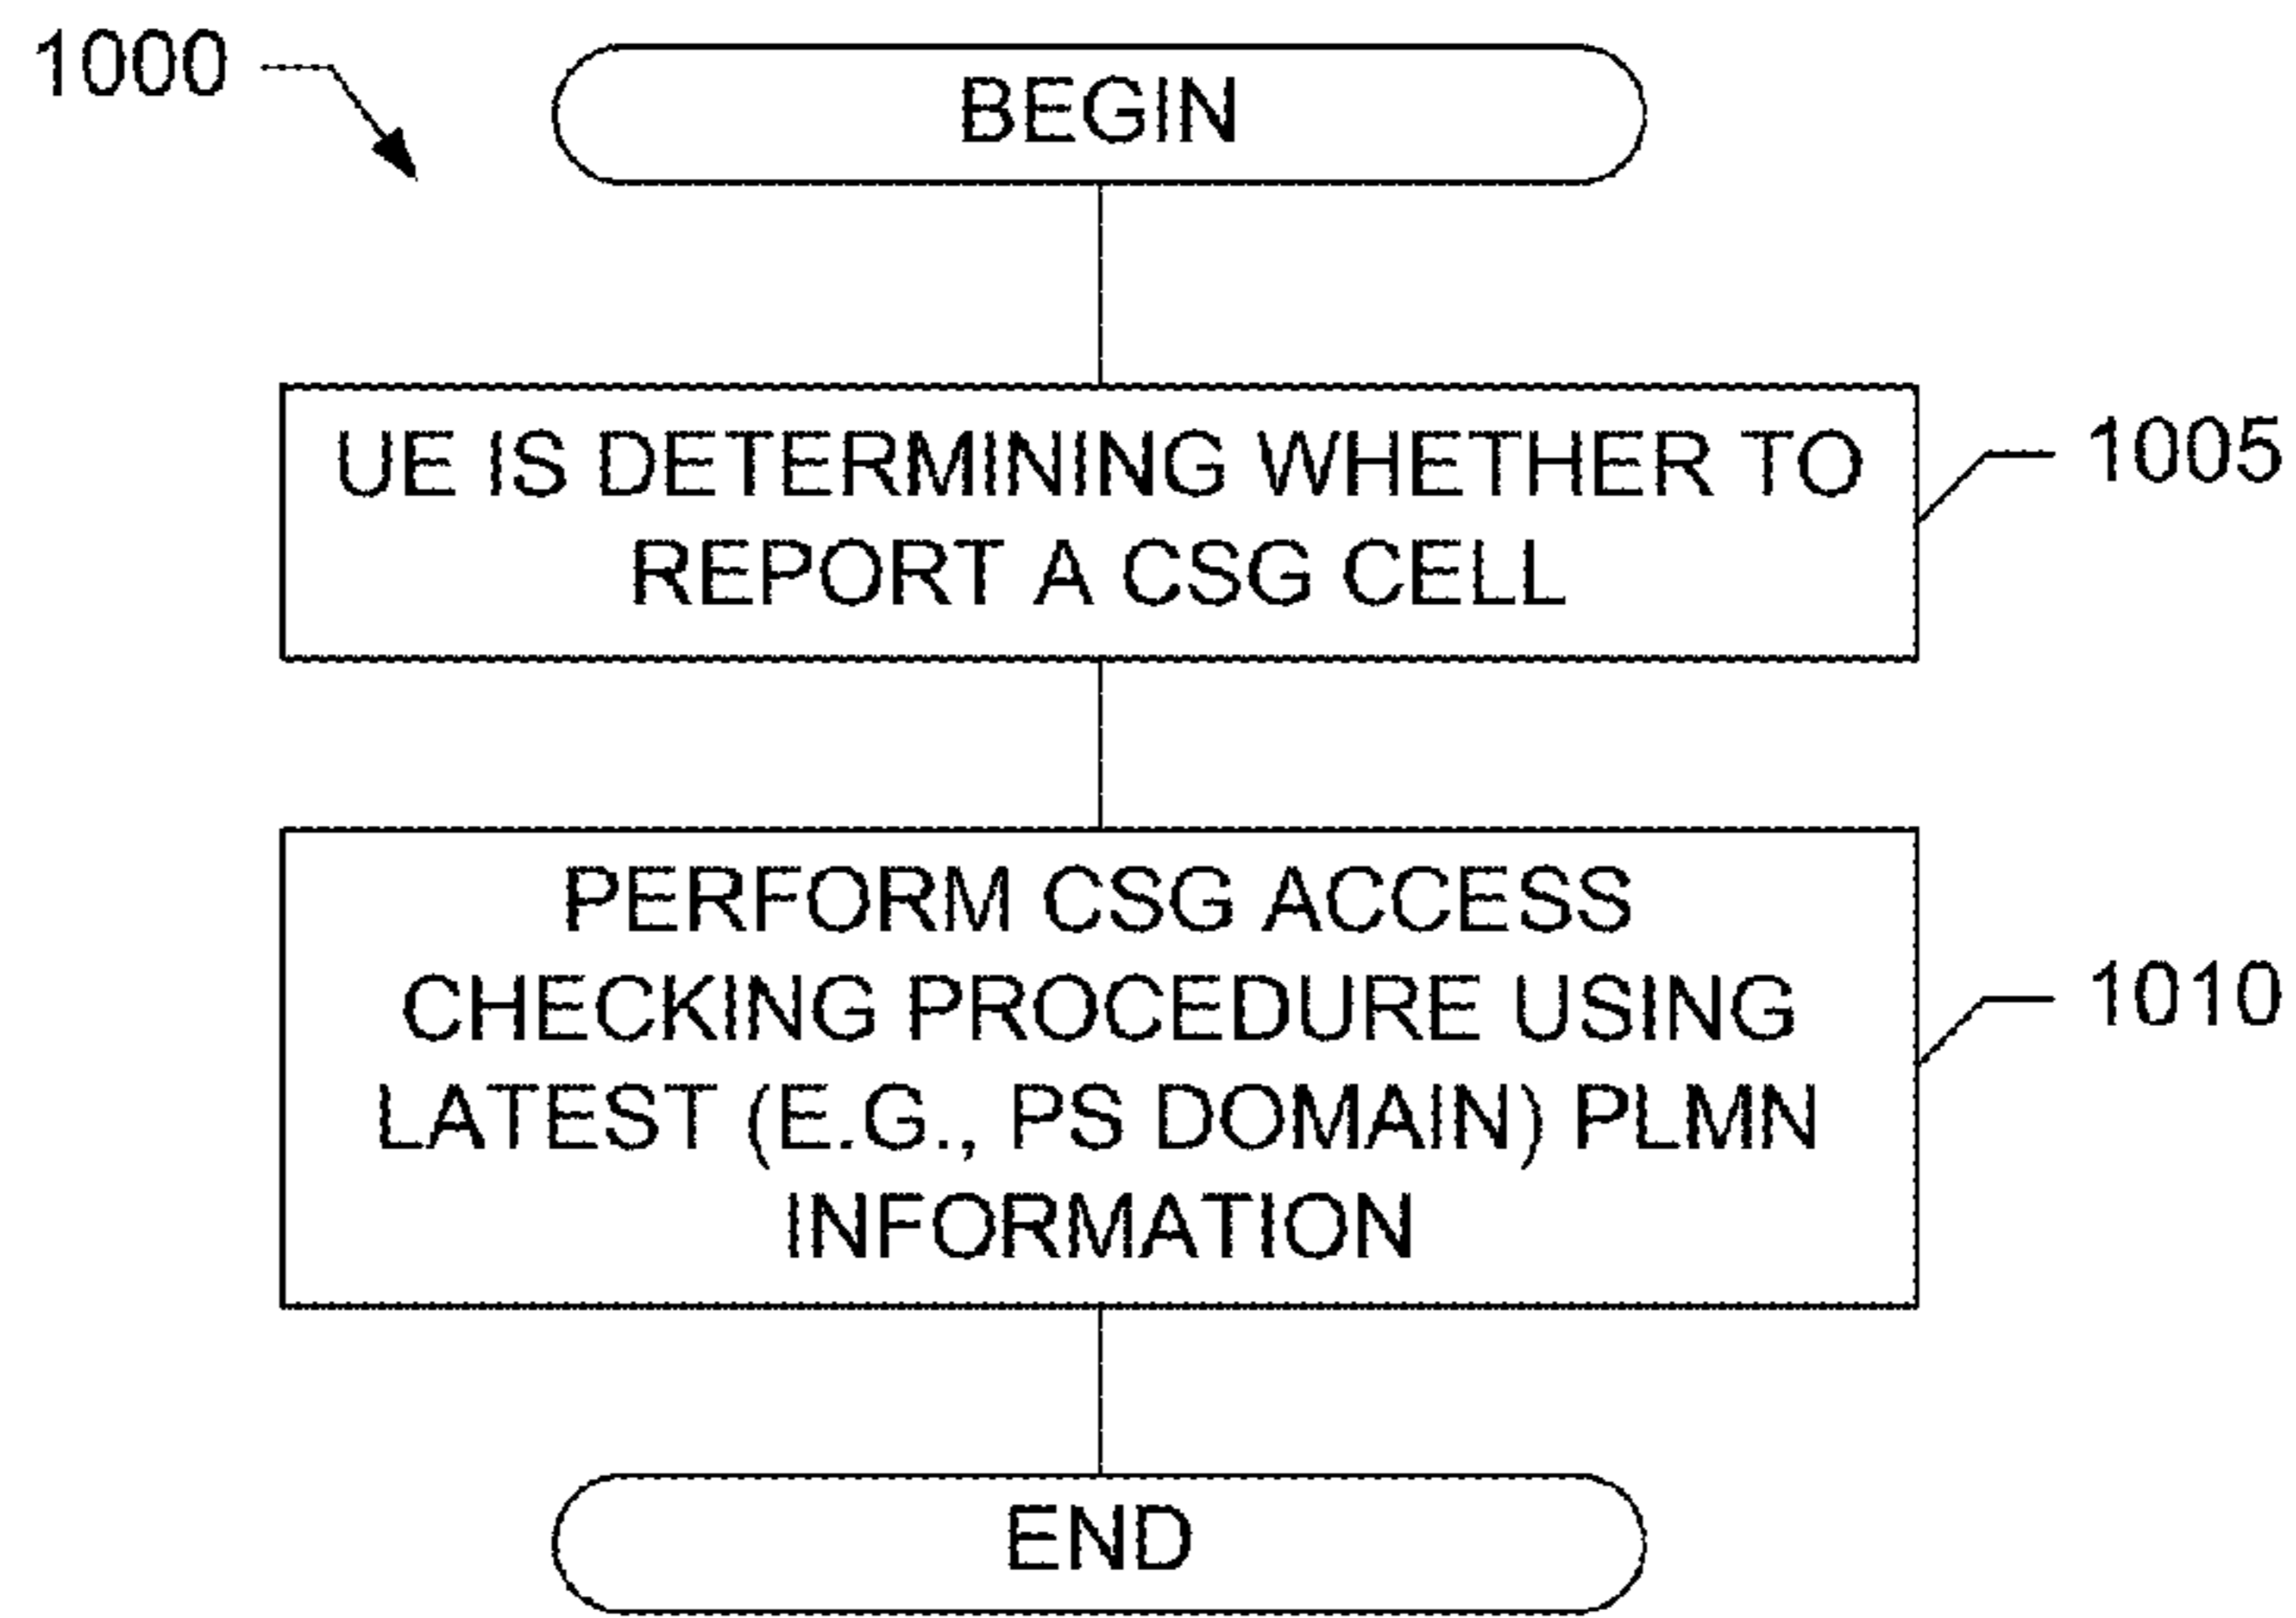 1000
BEGIN
UE IS DETERMINING WHETHER TO
REPORT A CSG CELL
1005
PERFORM CSG ACCESS
CHECKING PROCEDURE USING
LATEST (E.G., PS DOMAIN) PLMN
INFORMATION
1010
END